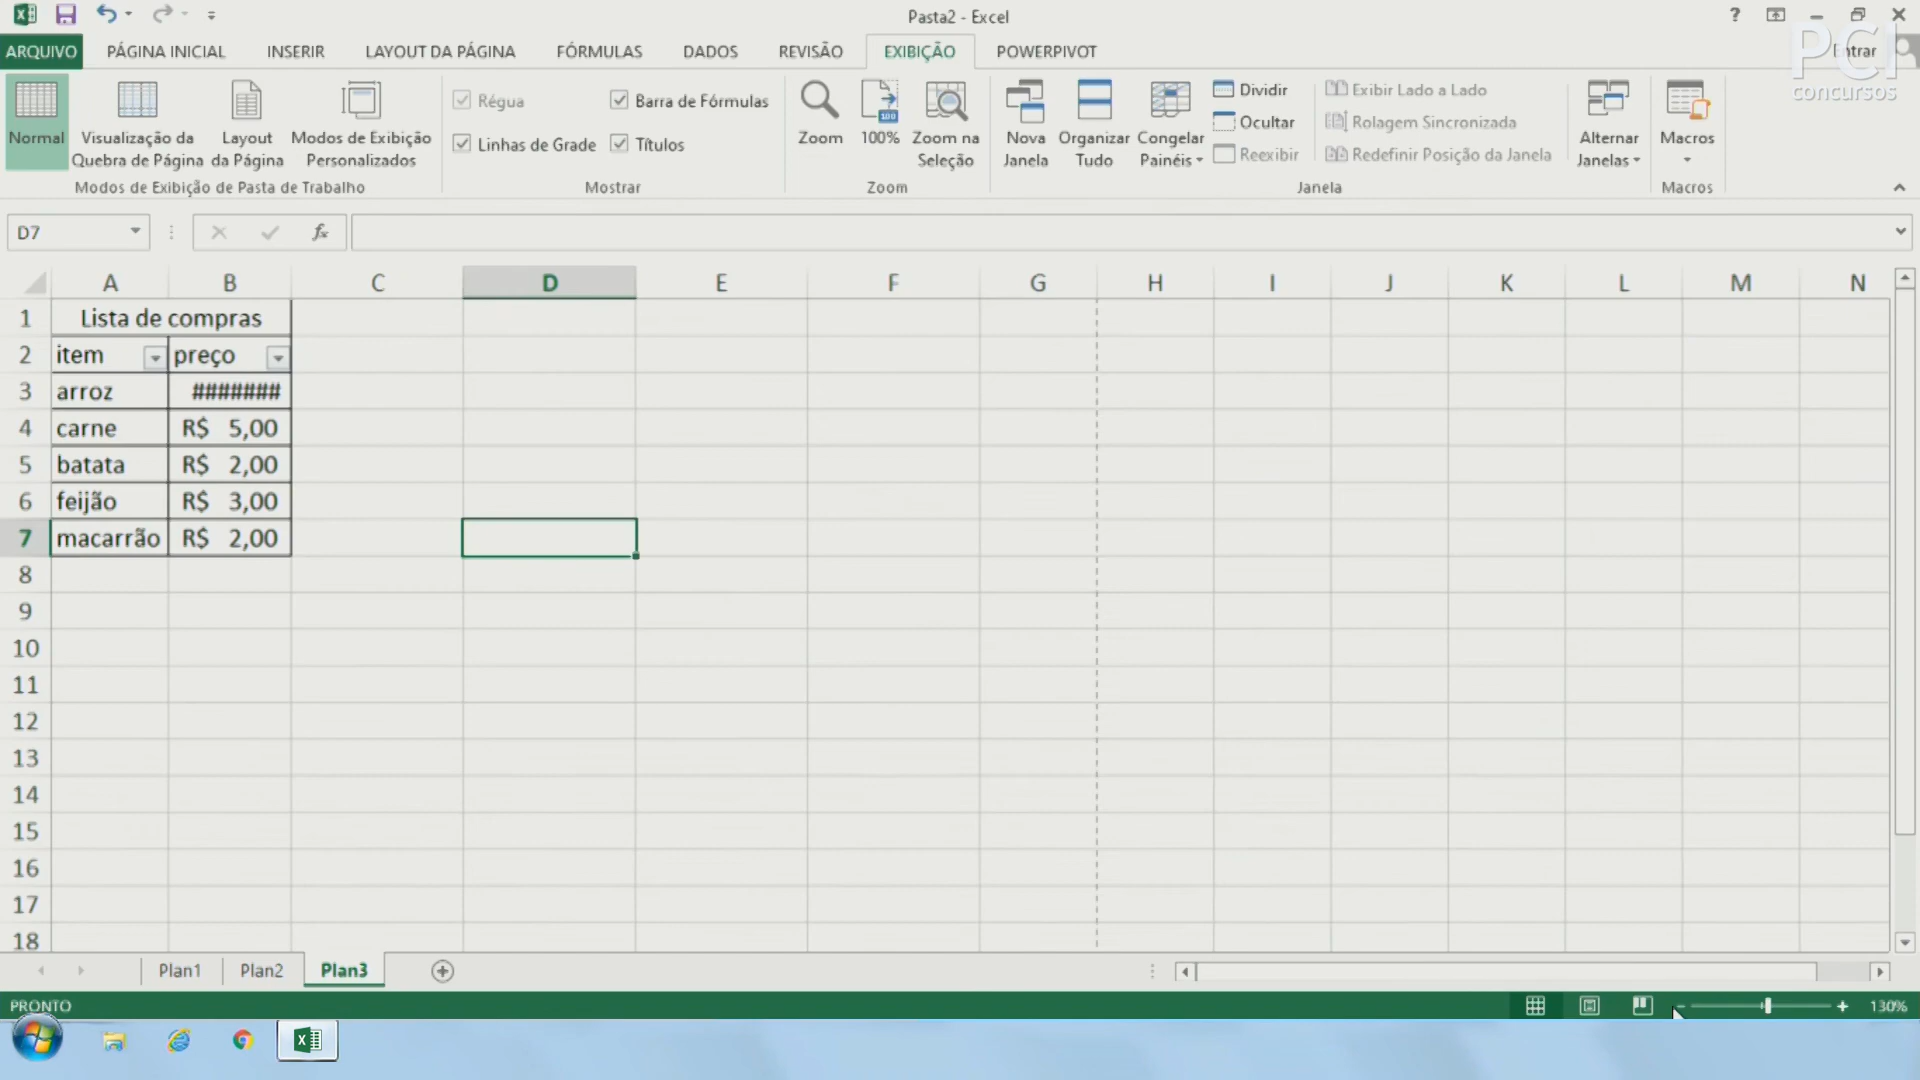 Pasta2 - Excel
?
ARQUIVO PÁGINA INICIAL INSERIR LAYOUT DA PÁGINA FÓRMULAS DADOS REVISÃO EXIBIÇÃO POWERPIVOT Entrar
PCI
concursos
Normal
Visualização da
Quebra de Página
Layout
da Página
Modos de Exibição
Personalizados
Modos de Exibição de Pasta de Trabalho
Régua
Barra de Fórmulas
Linhas de Grade
Títulos
Mostrar
Zoom
100
100%
Zoom na
Seleção
Zoom
Nova
Janela
Organizar
Tudo
Congelar
Painéis
Dividir
Ocultar
Reexibir
Exibir Lado a Lado
Rolagem Sincronizada
Redefinir Posição da Janela
Janela
Alternar
Janelas
Macros
Macros
D7 fx
A B C D E F G H I J K L M N
1 Lista de compras
2 item preço
3 arroz #######
4 carne R$ 5,00
5 batata R$ 2,00
6 feijão R$ 3,00
7 macarrão R$ 2,00
8
9
10
11
12
13
14
15
16
17
18
Plan1 Plan2 Plan3
PRONTO 130%